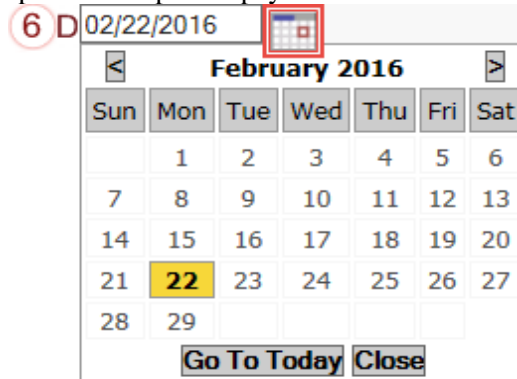 6 D 02/22/2016
< February 2016 >
Sun Mon Tue Wed Thu Fri Sat
1 2 3 4 5 6
7 8 9 10 11 12 13
14 15 16 17 18 19 20
21 22 23 24 25 26 27
28 29
Go To Today Close